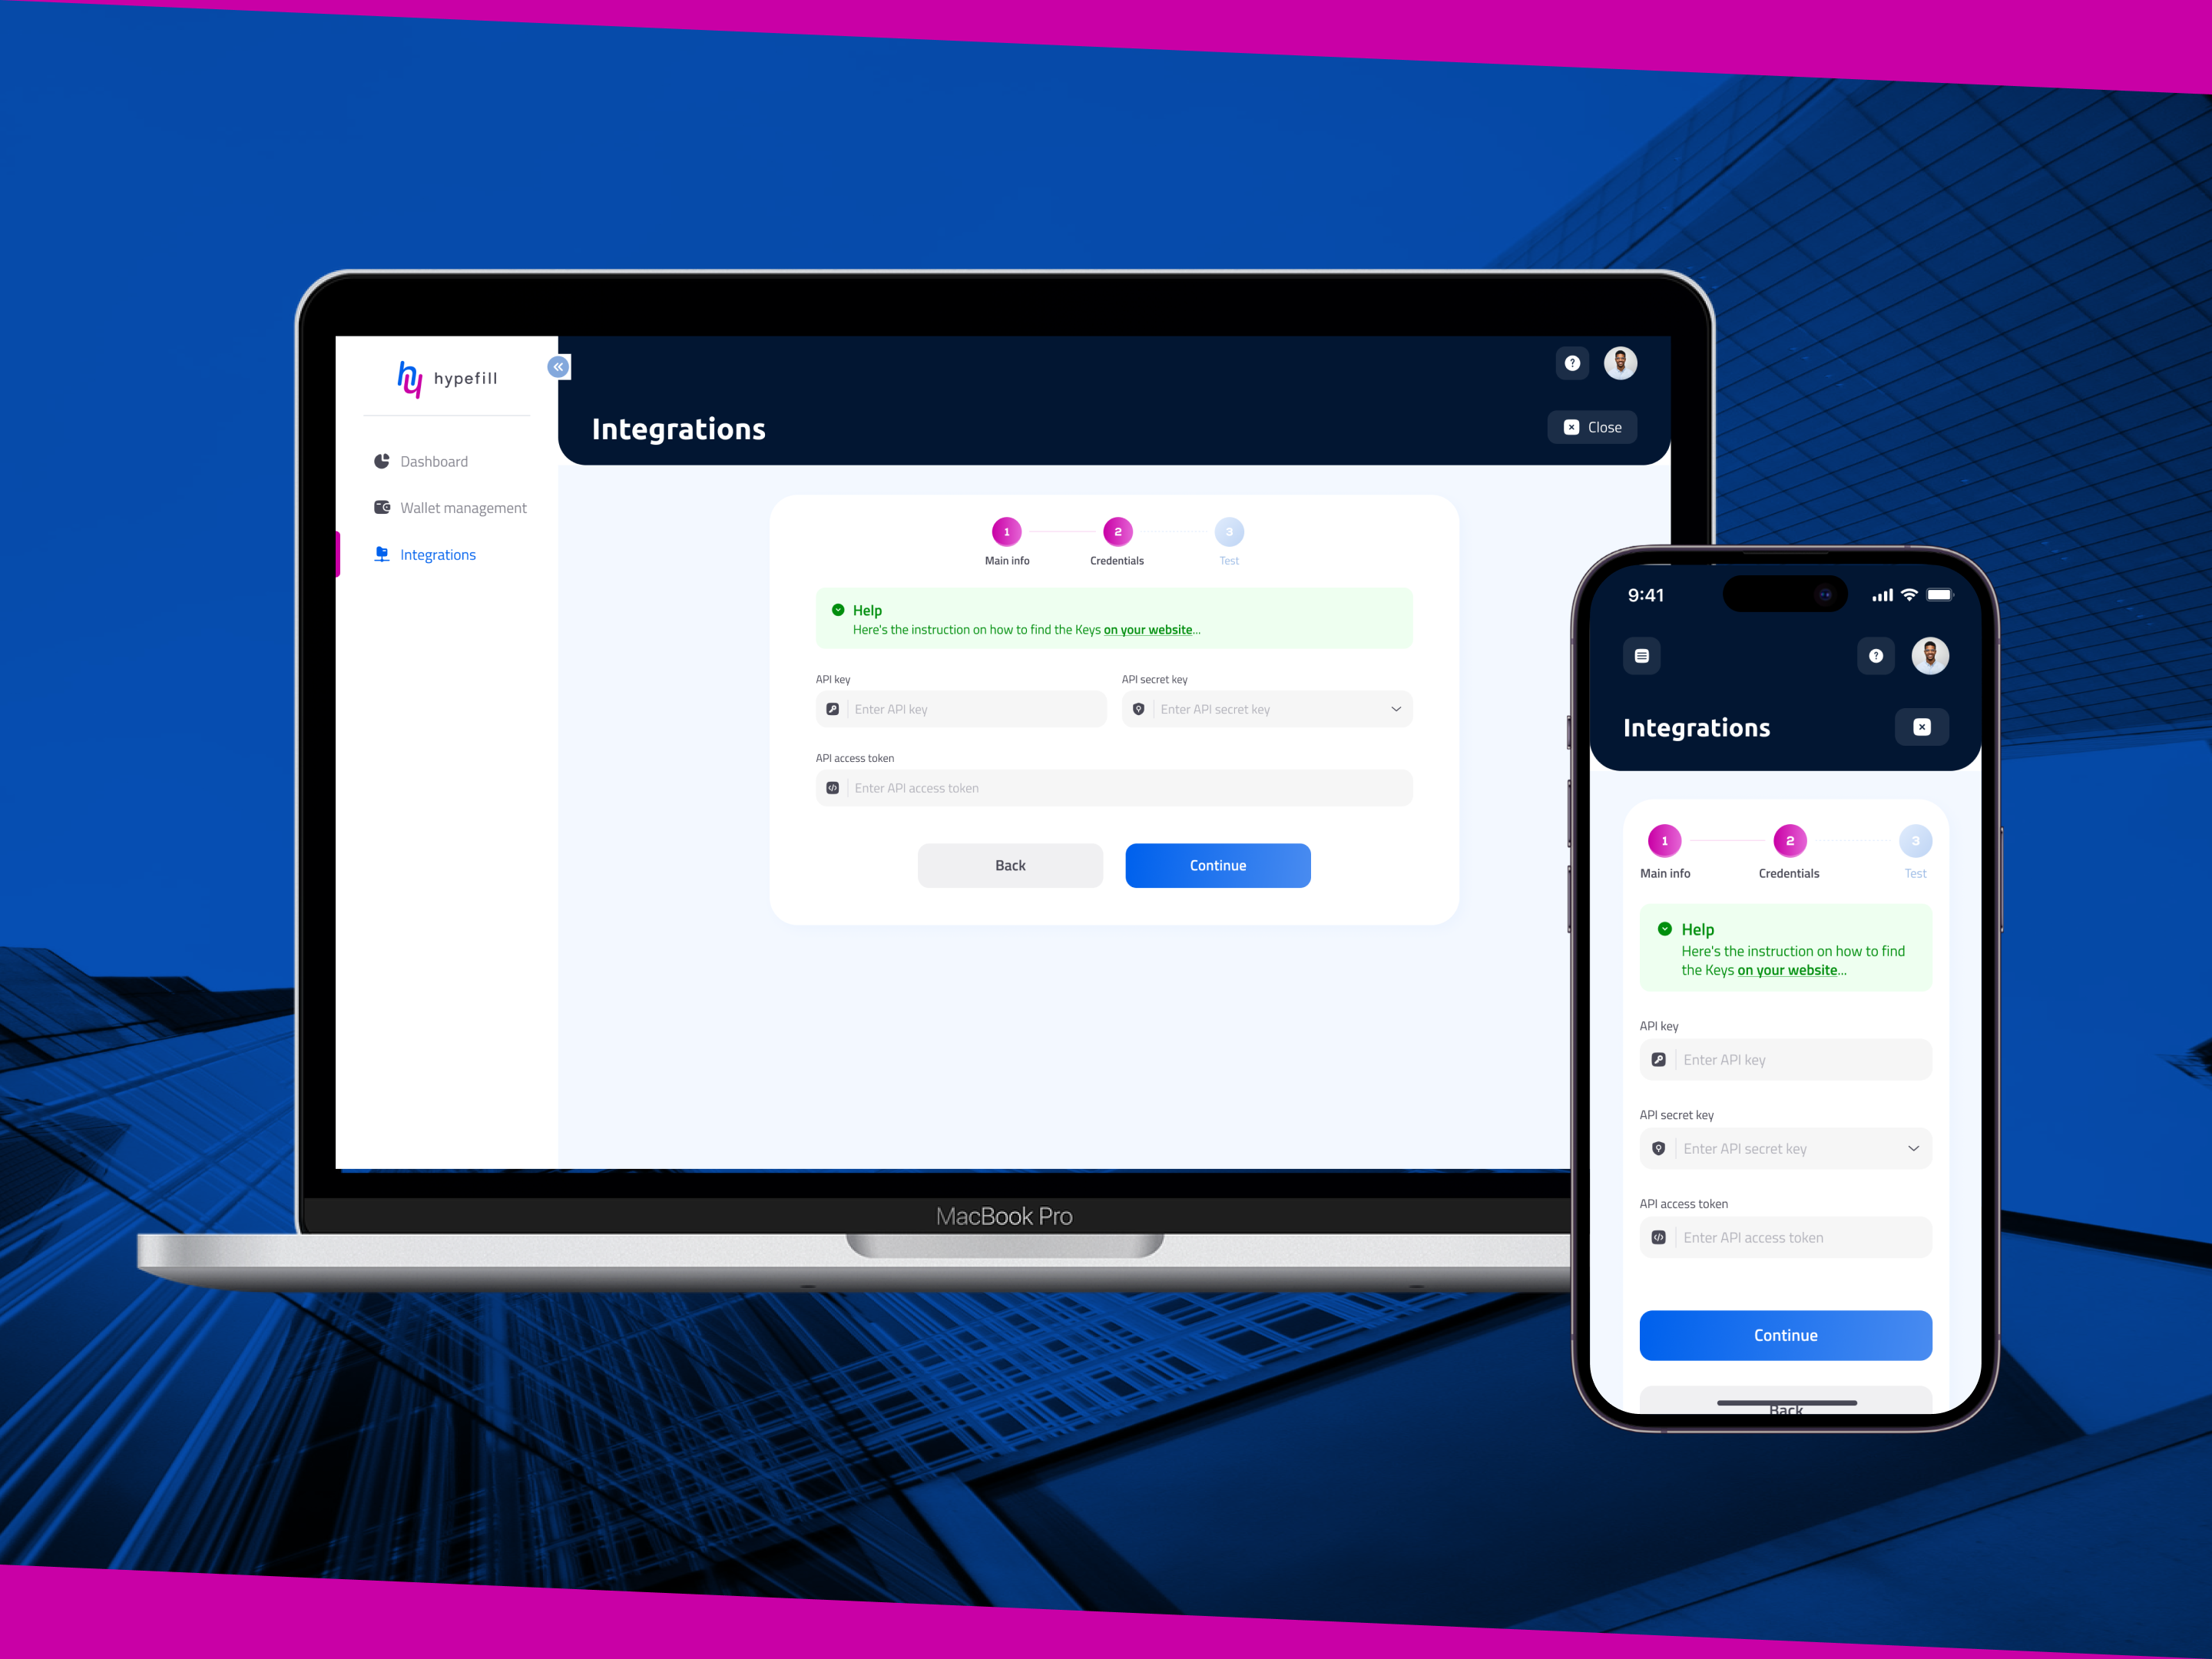 hypefill
Dashboard
Wallet management
Integrations
Integrations
Close
1
2
3
Main info
Credentials
Test
Help
Here's the instruction on how to find the Keys on your website...
API key
API secret key
Enter API key
Enter API secret key
API access token
Enter API access token
Back
Continue
MacBook Pro
9:41
Integrations
1
2
3
Main info
Credentials
Test
Help
Here's the instruction on how to find
the Keys on your website...
API key
Enter API key
API secret key
Enter API secret key
API access token
Enter API access token
Continue
Back